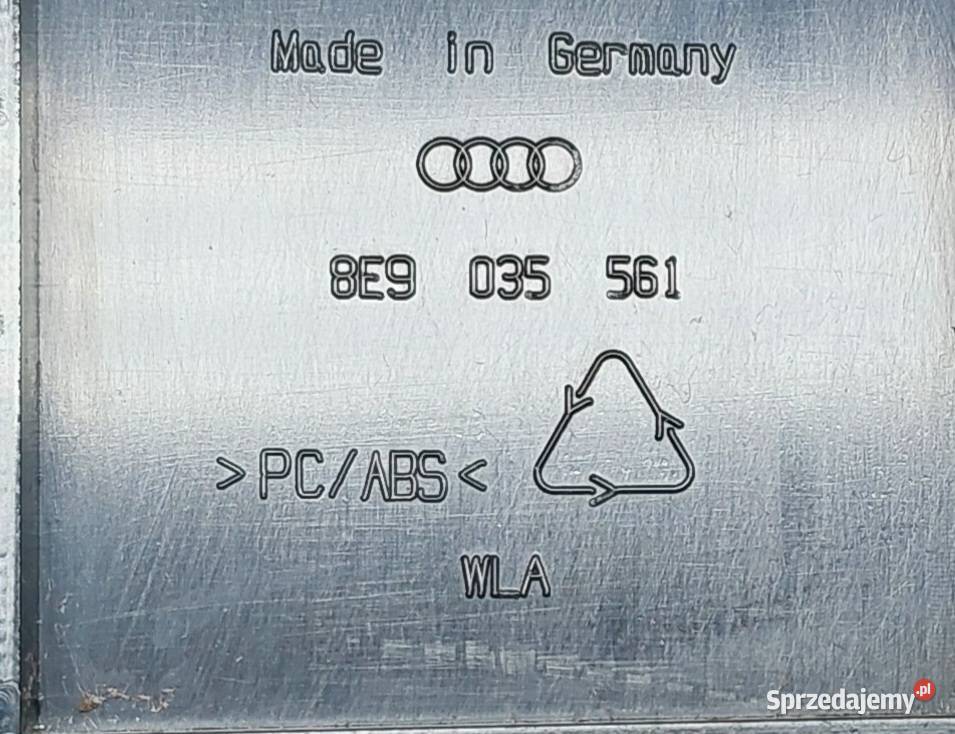 Made in Germany
8E9 035 561
>PC/ABS<
WLA
Sprzedajemy.pl